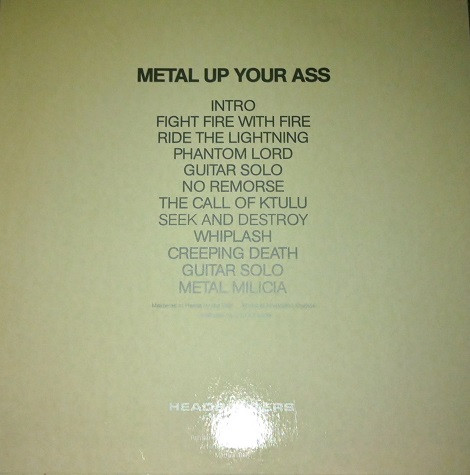 METAL UP YOUR ASS
INTRO
FIGHT FIRE WITH FIRE
RIDE THE LIGHTNING
PHANTOM LORD
GUITAR SOLO
NO REMORSE
THE CALL OF KTULU
SEEK AND DESTROY
WHIPLASH
CREEPING DEATH
GUITAR SOLO
METAL MILICIA